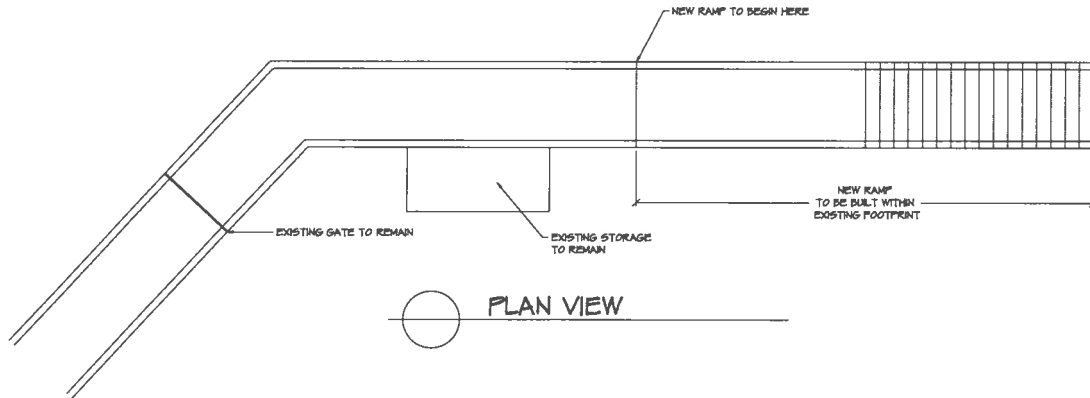 NEW RAMP TO BEGIN HERE
NEW RAMP
TO BE BUILT WITHIN
EXISTING FOOTPRINT
EXISTING GATE TO REMAIN
EXISTING STORAGE
TO REMAIN
PLAN VIEW